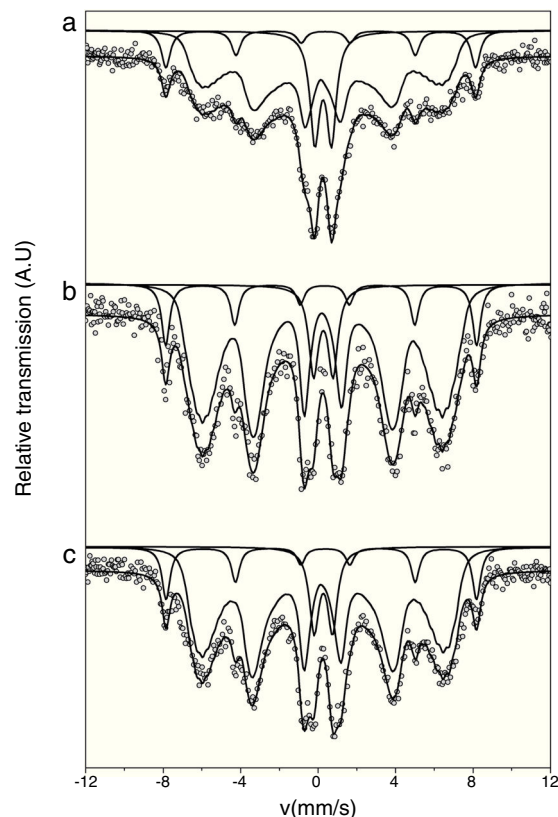 a
b
c
Relative transmission (A.U)
-12 -8 -4 0 4 8 12
v(mm/s)